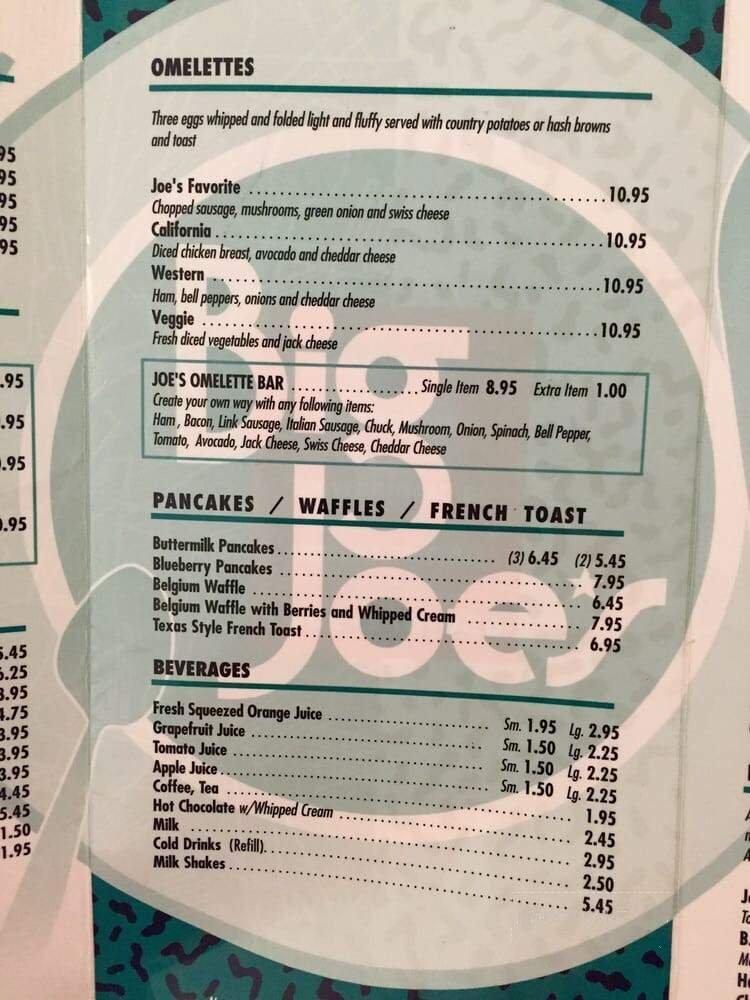 OMELETTES
Three eggs whipped and folded light and fluffy served with country potatoes or hash browns
and toast
Joe's Favorite ........ 10.95
Chopped sausage, mushrooms, green onion and swiss cheese
California ........ 10.95
Diced chicken breast, avocado and cheddar cheese
Western ........ 10.95
Ham, bell peppers, onions and cheddar cheese
Veggie ........ 10.95
Fresh diced vegetables and jack cheese
JOE'S OMELETTE BAR ........ Single Item 8.95 Extra Item 1.00
Create your own way with any following items:
Ham, Bacon, Link Sausage, Italian Sausage, Chuck, Mushroom, Onion, Spinach, Bell Pepper,
Tomato, Avocado, Jack Cheese, Swiss Cheese, Cheddar Cheese
PANCAKES / WAFFLES / FRENCH TOAST
Buttermilk Pancakes ........ (3) 6.45 (2) 5.45
Blueberry Pancakes ........ 7.95
Belgium Waffle ........ 6.45
Belgium Waffle with Berries and Whipped Cream ........ 7.95
Texas Style French Toast ........ 6.95
BEVERAGES
Fresh Squeezed Orange Juice ........ Sm. 1.95 Lg. 2.95
Grapefruit Juice ........ Sm. 1.50 Lg. 2.25
Tomato Juice ........ Sm. 1.50 Lg. 2.25
Apple Juice ........ Sm. 1.50 Lg. 2.25
Coffee, Tea ........ 1.95
Hot Chocolate w/Whipped Cream ........ 2.45
Milk ........ 2.95
Cold Drinks (Refill) ........ 2.50
Milk Shakes ........ 5.45
Big
Joe's